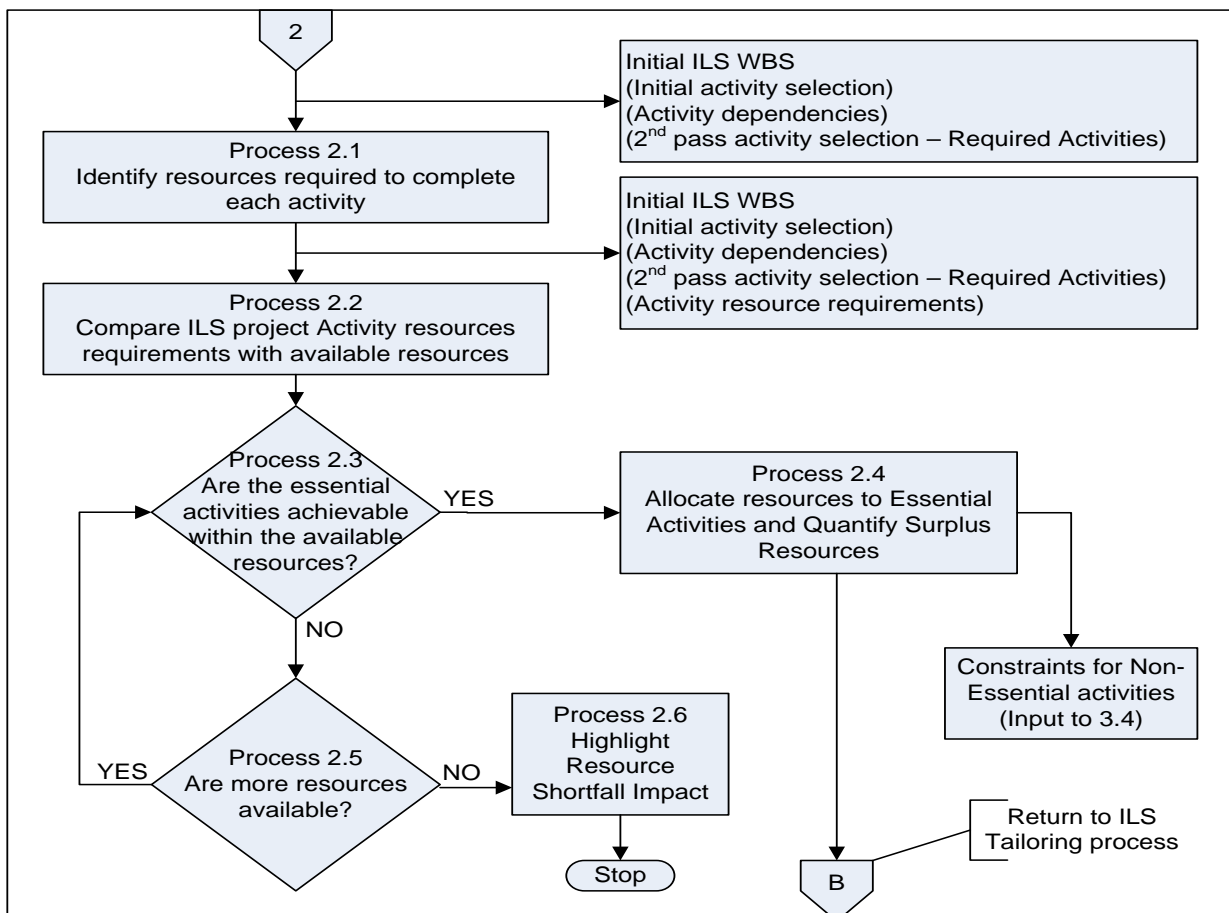 2
Initial ILS WBS
(Initial activity selection)
(Activity dependencies)
(2nd pass activity selection – Required Activities)
Process 2.1
Identify resources required to complete
each activity
Initial ILS WBS
(Initial activity selection)
(Activity dependencies)
(2nd pass activity selection – Required Activities)
(Activity resource requirements)
Process 2.2
Compare ILS project Activity resources
requirements with available resources
Process 2.3
Are the essential
activities achievable
within the available
resources?
YES
Process 2.4
Allocate resources to Essential
Activities and Quantify Surplus
Resources
NO
Constraints for Non-
Essential activities
(Input to 3.4)
Process 2.5
Are more resources
available?
YES
NO
Process 2.6
Highlight
Resource
Shortfall Impact
Stop
Return to ILS
Tailoring process
B